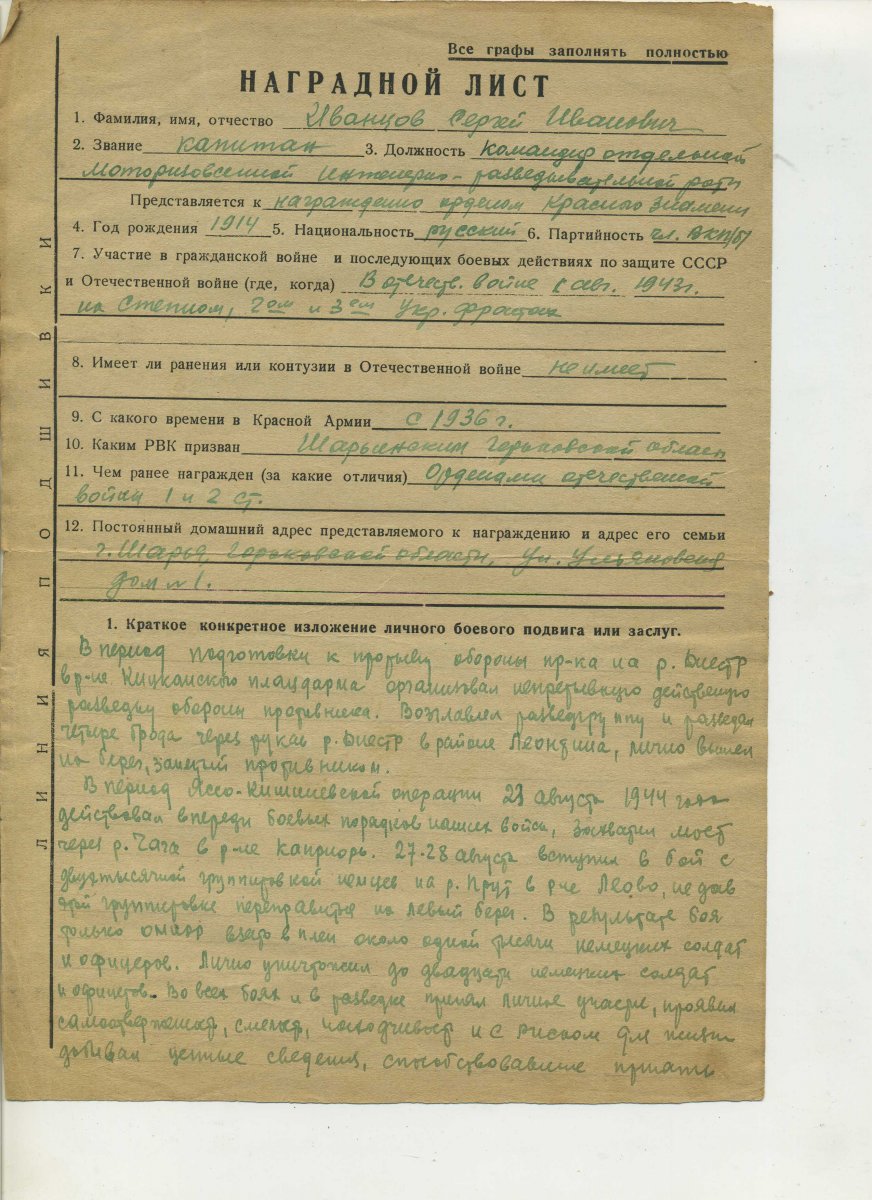 Все графы заполнять полностью
НАГРАДНОЙ ЛИСТ
1. Фамилия, имя, отчество Иванцов Сергей Иванович
2. Звание капитан 3. Должность командир отдельной
моторизованной инженерно-разведывательной роты
Представляется к награждению орденом Красного Знамени
4. Год рождения 1914 5. Национальность русский 6. Партийность чл. ВКП(б)
7. Участие в гражданской войне и последующих боевых действиях по защите СССР
и Отечественной войне (где, когда) В отечеств. войне с авг. 1943г.
на Степном, 2ом и 3ем Укр. фронтах
8. Имеет ли ранения или контузии в Отечественной войне не имеет
9. С какого времени в Красной Армии с 1936 г.
10. Каким РВК призван Шарьинским Горьковской област
11. Чем ранее награжден (за какие отличия) Орденами отечественной
войны 1 и 2 ст.
12. Постоянный домашний адрес представляемого к награждению и адрес его семьи
г. Шарья, Горьковской области, ул. Ульяновская
дом №1.
1. Краткое конкретное изложение личного боевого подвига или заслуг.
В период подготовки к прорыву обороны пр-ка на р. Днестр
в р-не Кицканского плацдарма организовал непрерывную действенную
разведку обороны противника. Возглавлял разведгруппу и разведал
четыре брода через рукав р. Днестр в районе Леонтина, лично вышел
на берег, занятый противником.
В период Яссо-Кишиневской операции 23 августа 1944 года
действовал впереди боевых порядков наших войск, захватил мост
через р. Чага в р-не Каприорь. 27-28 августа вступил в бой с
двухтысячной группировкой немцев на р. Прут в р-не Леово, не дав
этой группировке переправится на левый берег. В результате боя
только омирр взято в плен около одной тысячи немецких солдат
и офицеров. Лично уничтожил до двадцати немецких солдат
и офицеров. Во всех боях и в разведке принял личное участие, проявил
самоотверженность, смелость, находчивость и с риском для жизни
добывал ценные сведения, способствовавшие принять
ЛИНИЯ ПОДШИВКИ